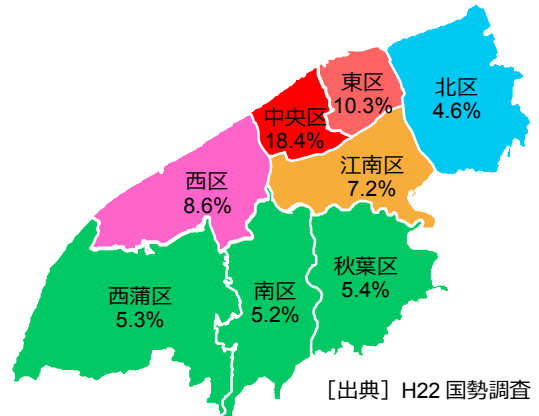 東区
10.3%
北区
4.6%
中央区
18.4%
江南区
7.2%
西区
8.6%
秋葉区
5.4%
西蒲区
5.3%
南区
5.2%
［出典］H22 国勢調査